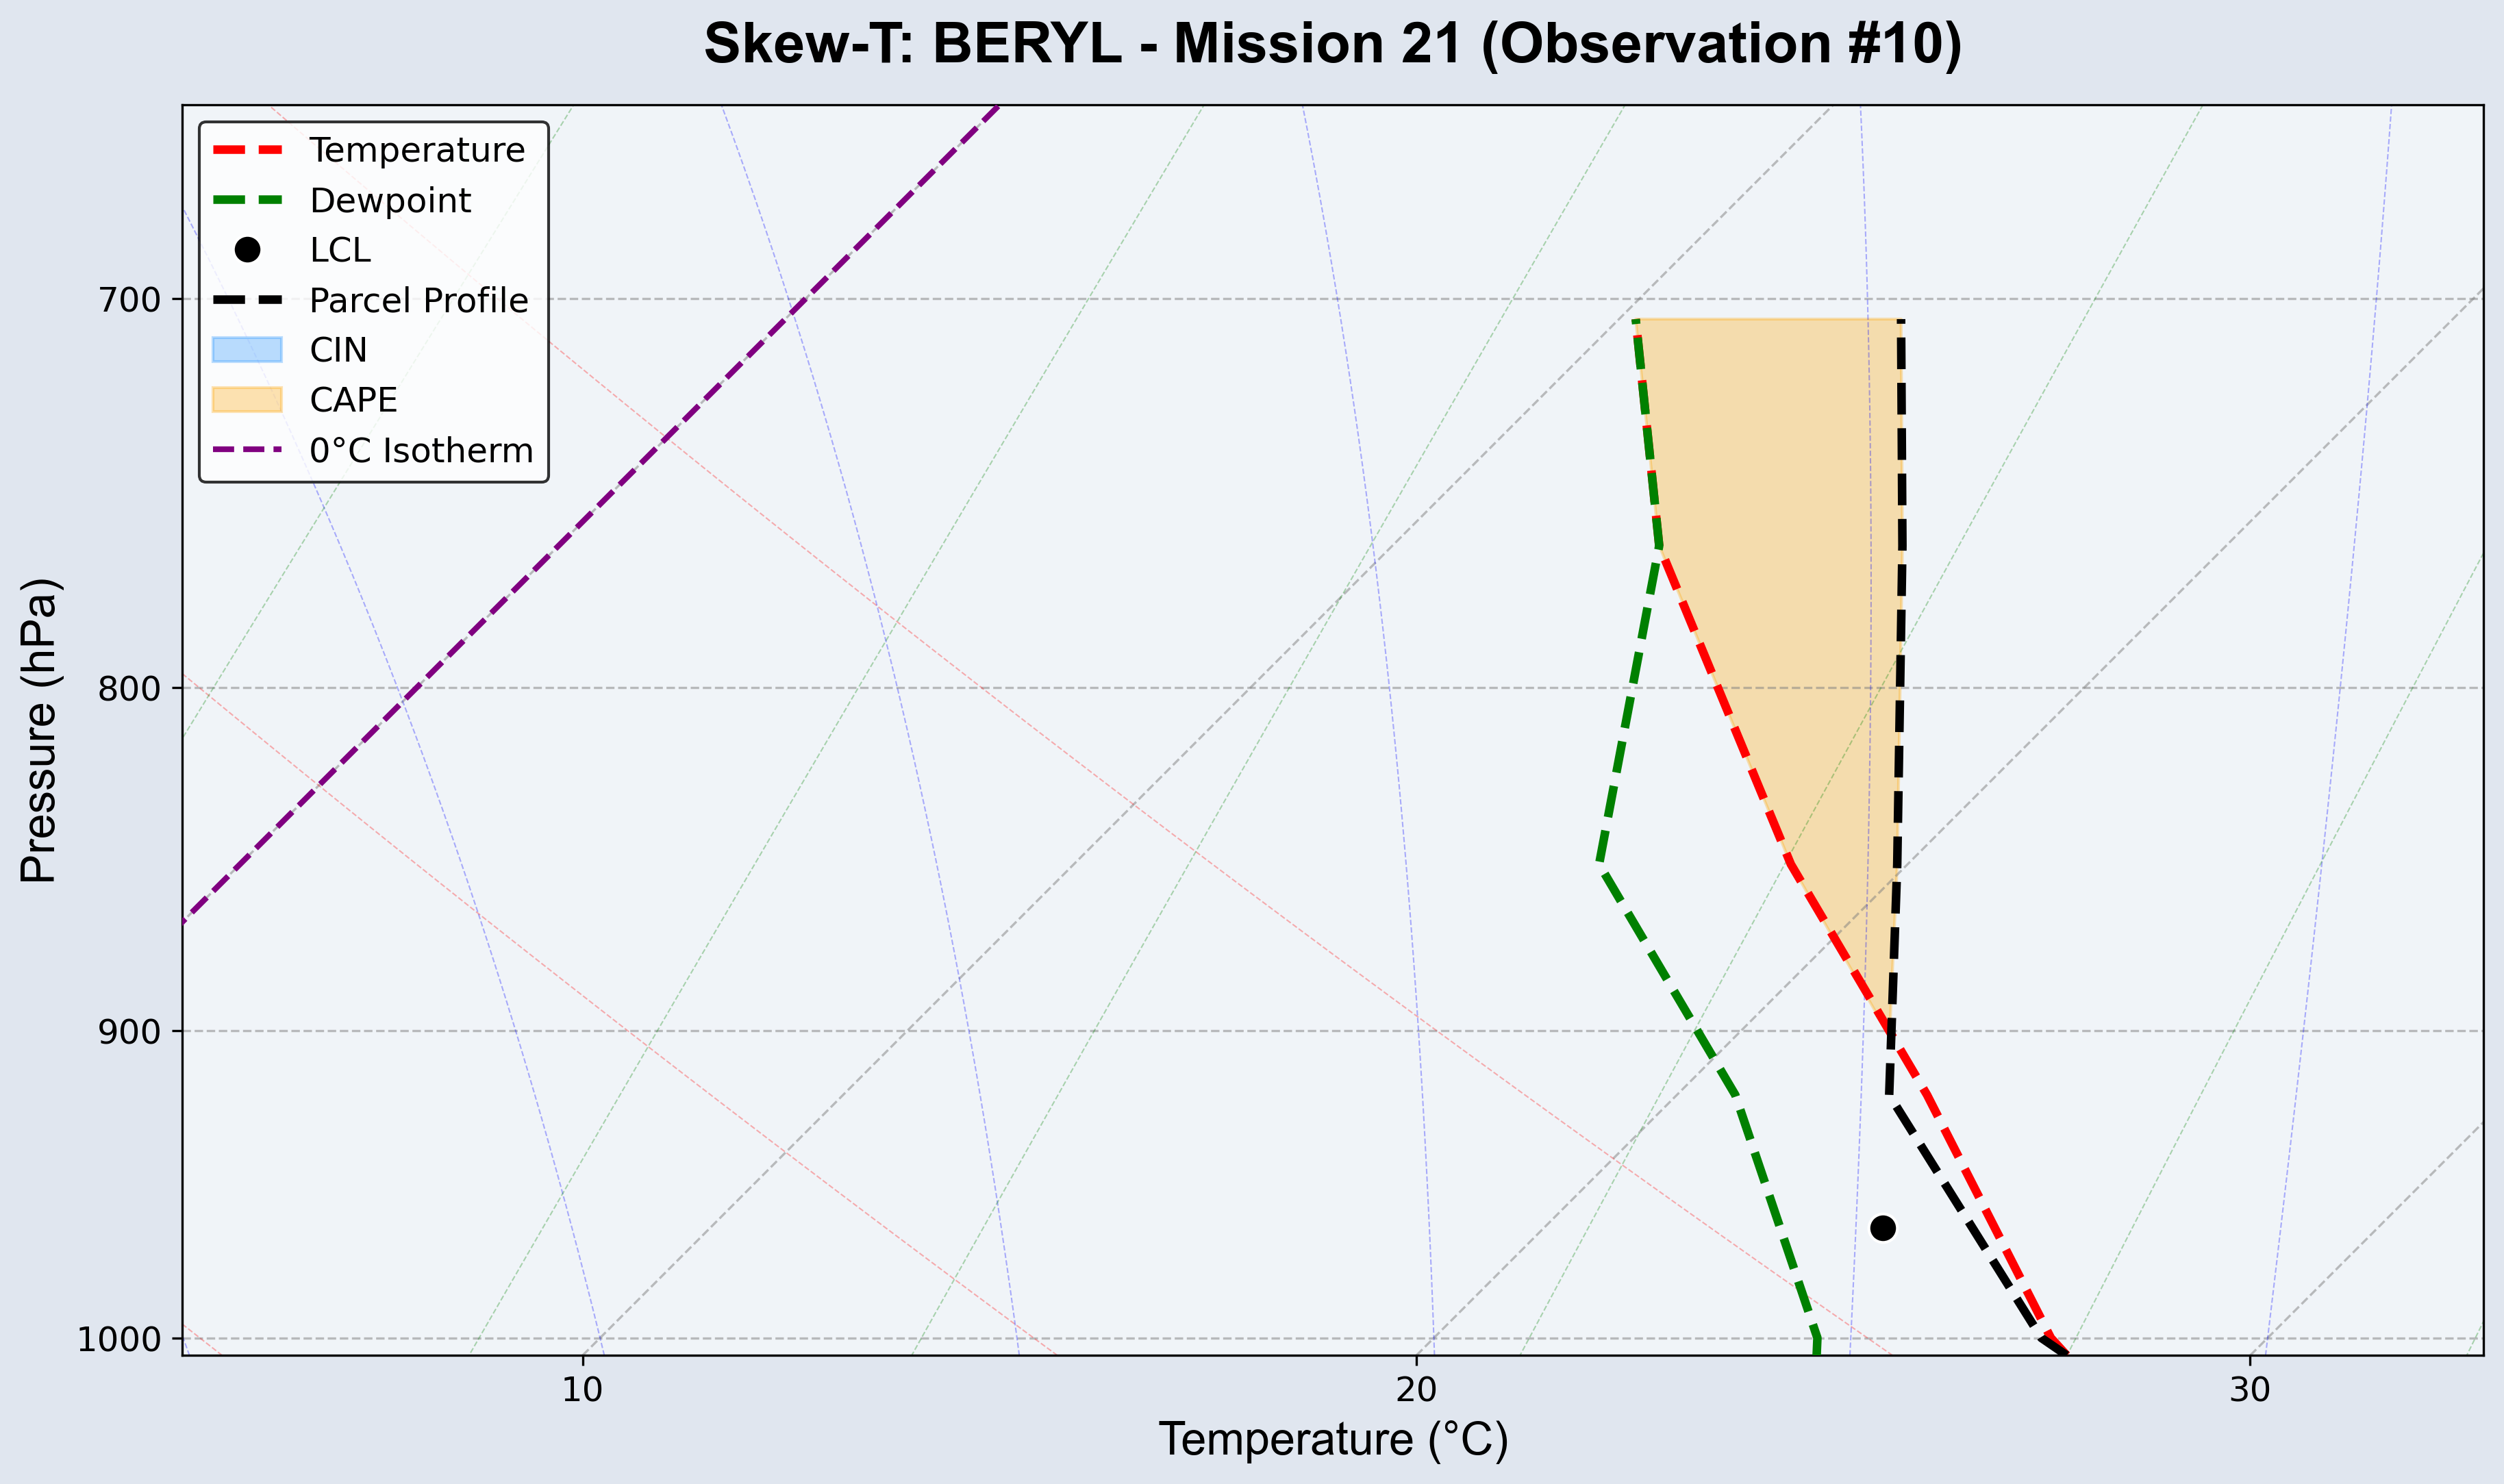 Skew-T: BERYL - Mission 21 (Observation #10)
Temperature
Dewpoint
LCL
Parcel Profile
CIN
CAPE
0°C Isotherm
Pressure (hPa)
700
800
900
1000
10
20
30
Temperature (°C)